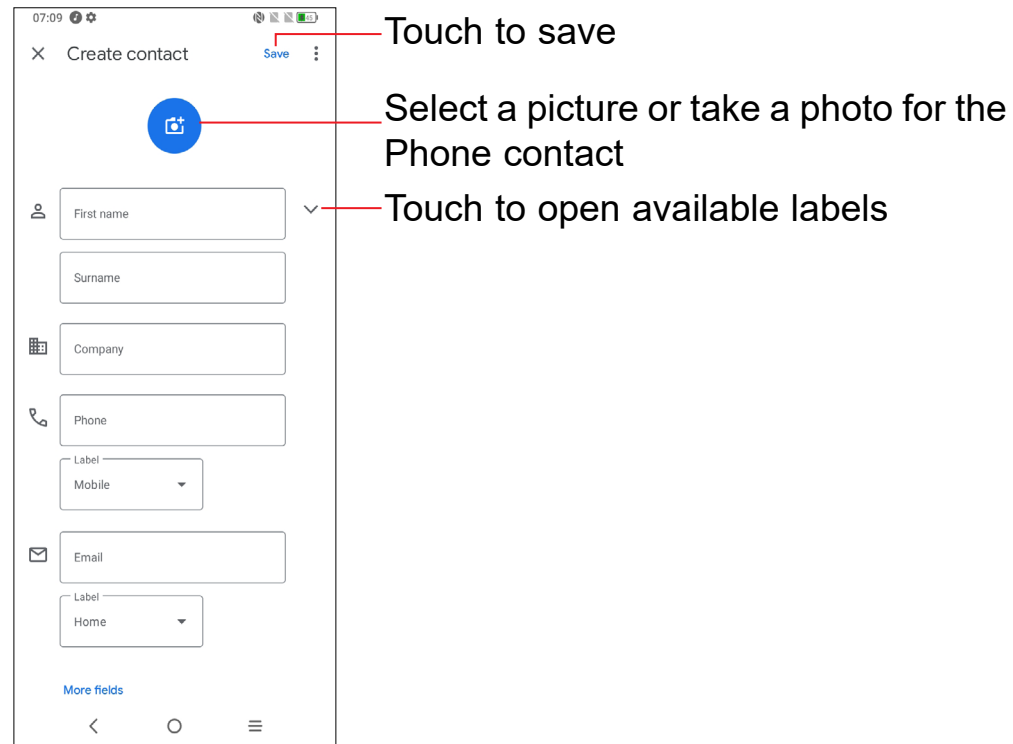 07:09
45
Create contact
Save
Touch to save
Select a picture or take a photo for the
Phone contact
First name
Touch to open available labels
Surname
Company
Phone
Label
Mobile
Email
Label
Home
More fields